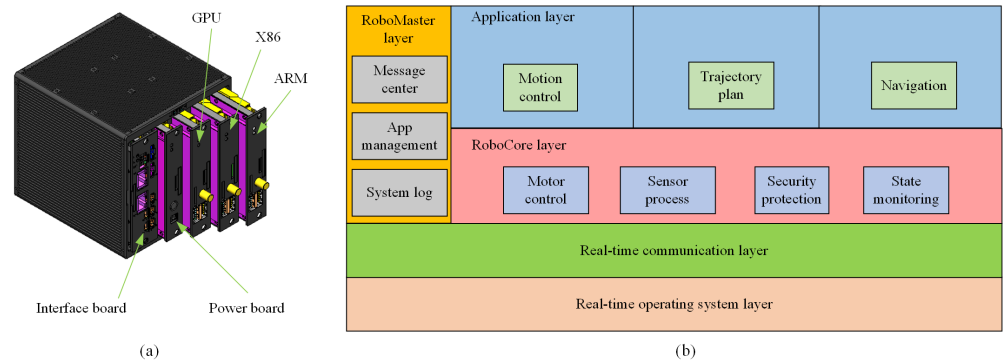 (a)
GPU
X86
ARM
Interface board
Power board
RoboMaster
layer
Message
center
App
management
System log
Application layer
Motion
control
Trajectory
plan
Navigation
RoboCore layer
Motor
control
Sensor
process
Security
protection
State
monitoring
Real-time communication layer
Real-time operating system layer
(b)